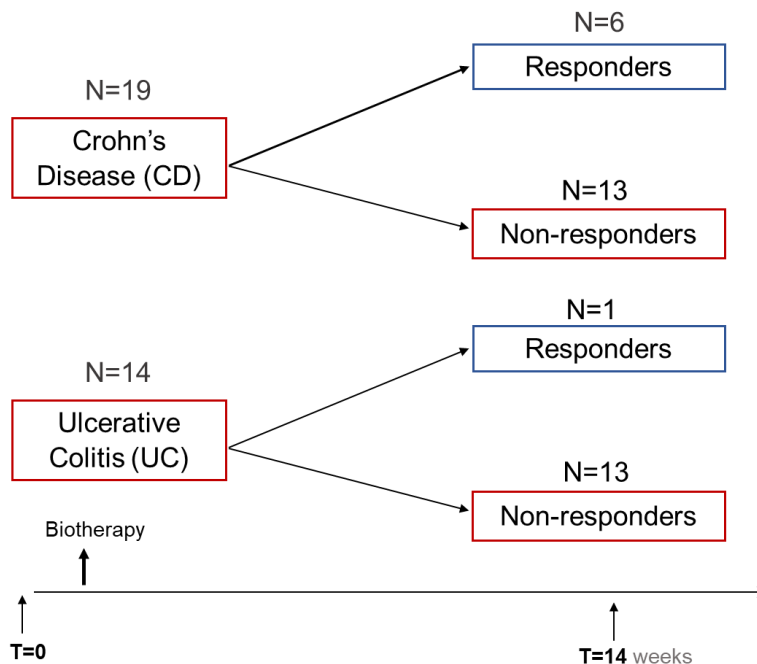 N=6
Responders
N=19
Crohn's
Disease (CD)
N=13
Non-responders
N=1
Responders
N=14
Ulcerative
Colitis (UC)
N=13
Non-responders
Biotherapy
T=0
T=14 weeks